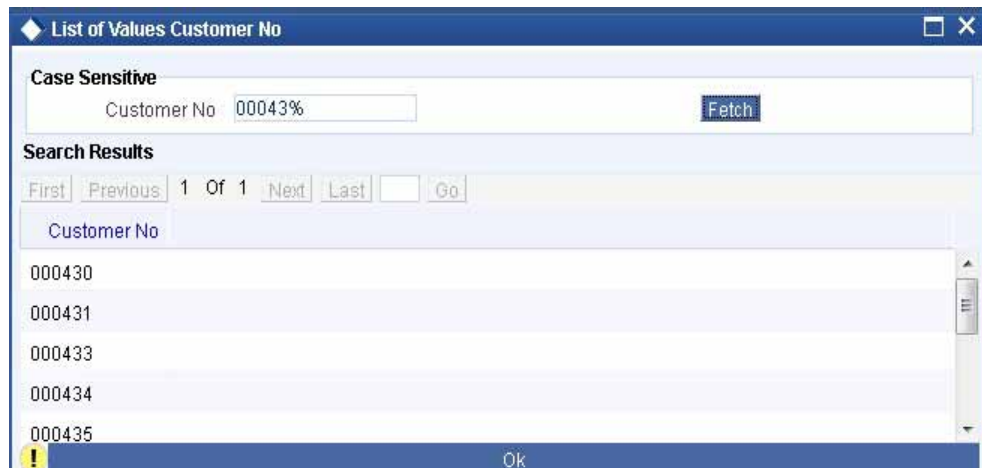 List of Values Customer No
Case Sensitive
Customer No 00043% Fetch
Search Results
First Previous 1 Of 1 Next Last Go
Customer No
000430
000431
000433
000434
000435
! Ok